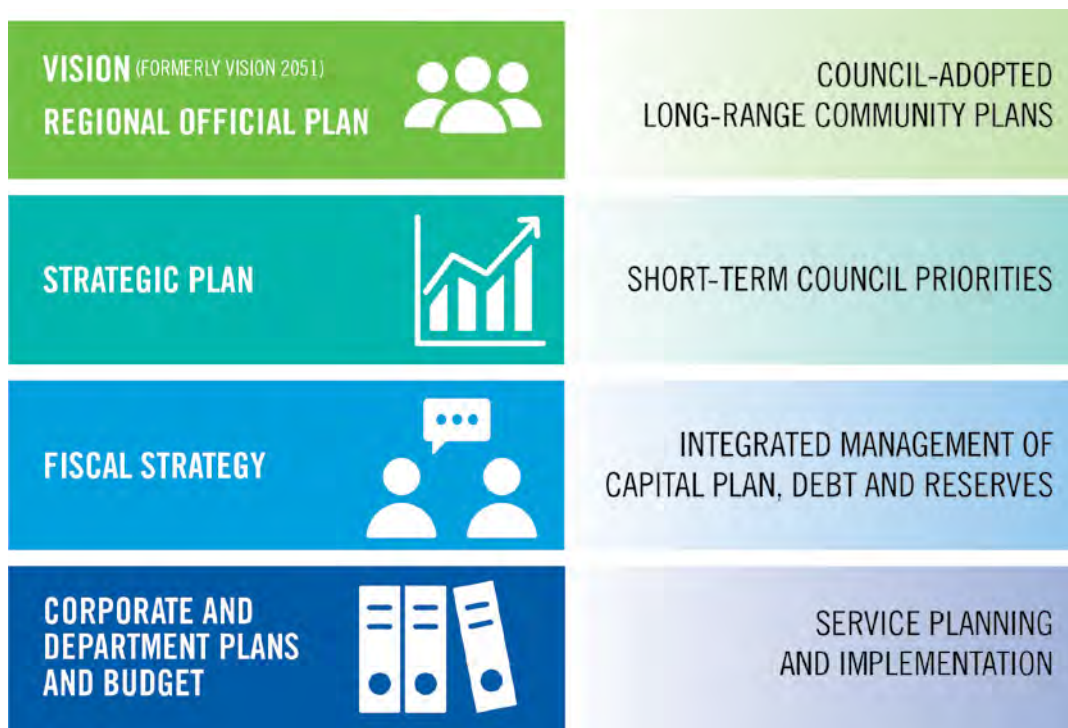 VISION (FORMERLY VISION 2051)
REGIONAL OFFICIAL PLAN
COUNCIL-ADOPTED
LONG-RANGE COMMUNITY PLANS
STRATEGIC PLAN
SHORT-TERM COUNCIL PRIORITIES
FISCAL STRATEGY
INTEGRATED MANAGEMENT OF
CAPITAL PLAN, DEBT AND RESERVES
CORPORATE AND
DEPARTMENT PLANS
AND BUDGET
SERVICE PLANNING
AND IMPLEMENTATION